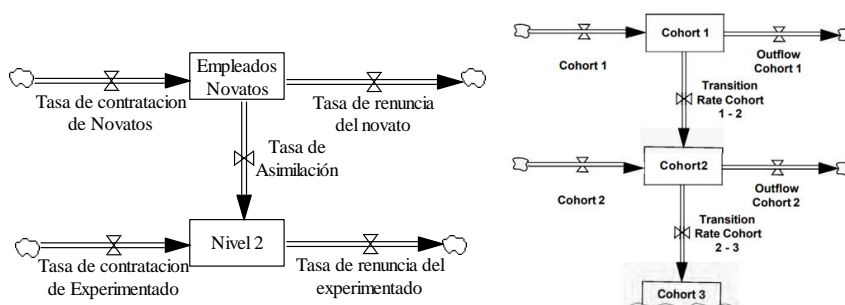 Empleados
Novatos
Tasa de contratacion
de Novatos
Tasa de renuncia
del novato
Tasa de
Asimilación
Nivel 2
Tasa de contratacion
de Experimentado
Tasa de renuncia del
experimentado
Cohort 1
Cohort 1
Outflow
Cohort 1
Transition
Rate Cohort
1 - 2
Cohort2
Cohort 2
Outflow
Cohort 2
Transition
Rate Cohort
2 - 3
Cohort 3